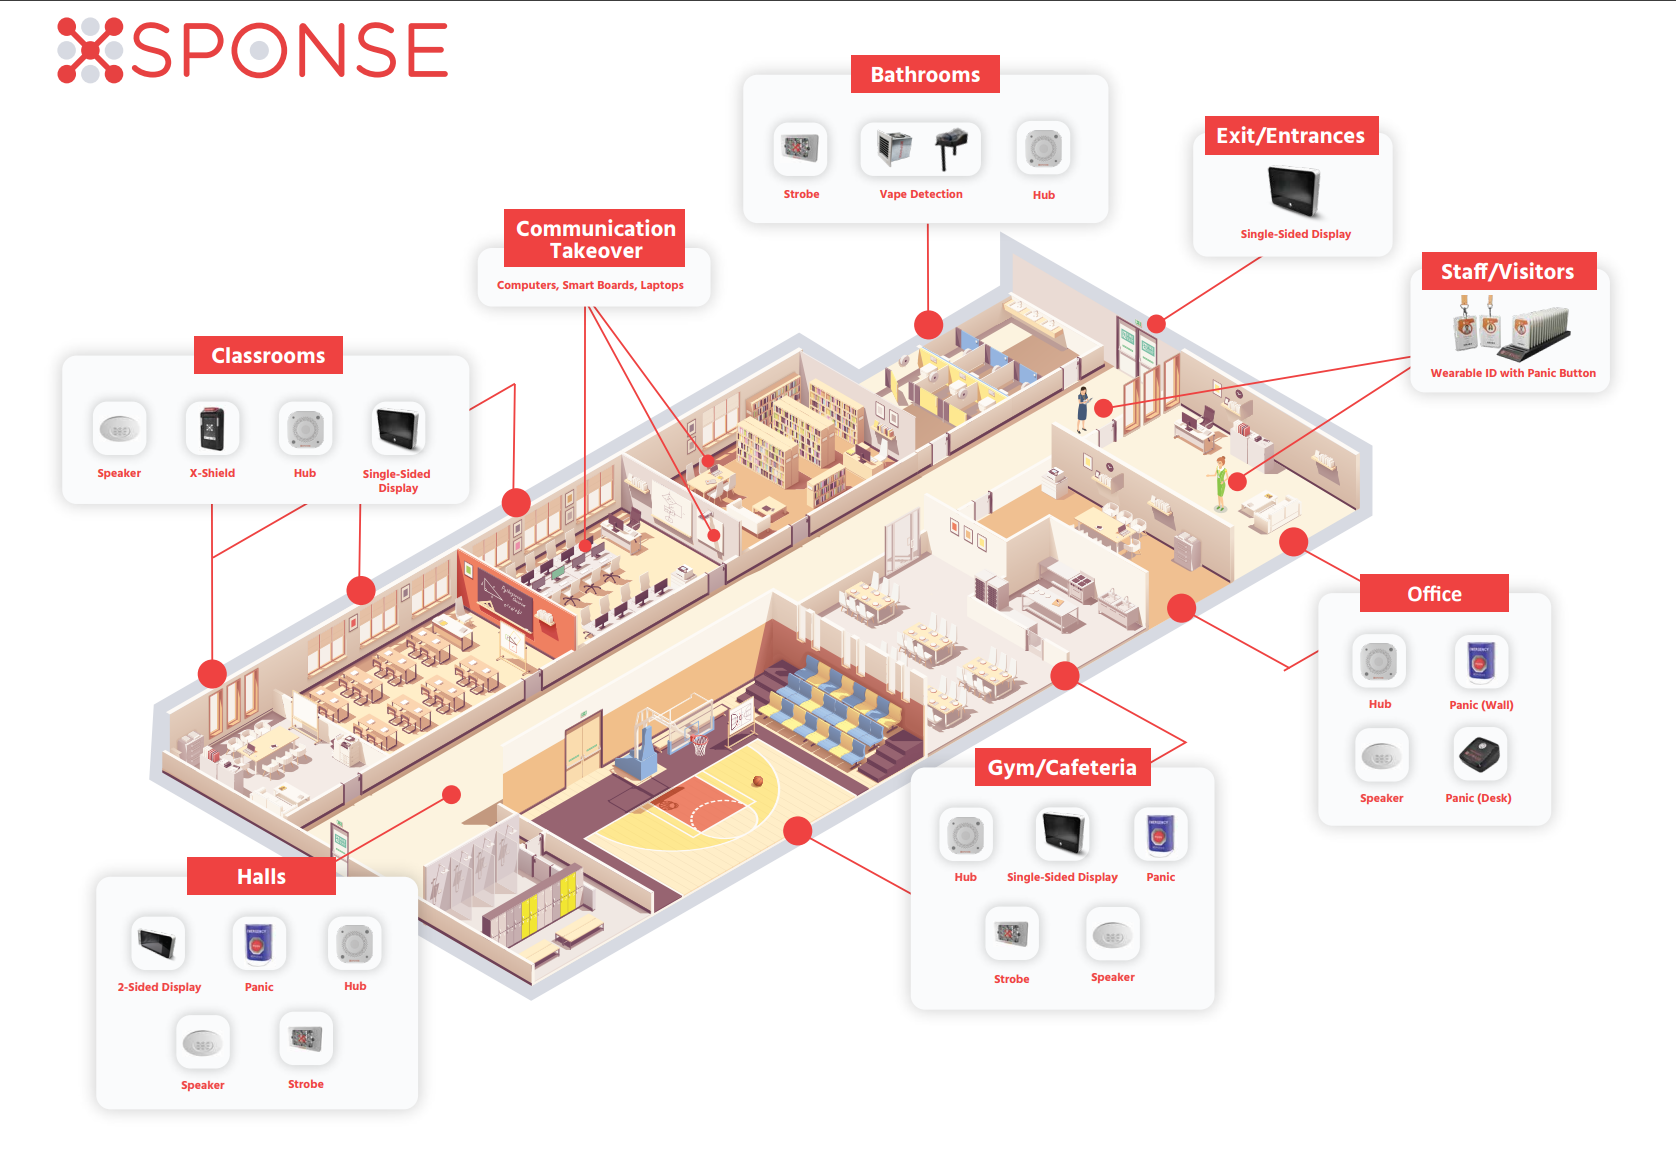 XSPONSE
Bathrooms
Strobe
Vape Detection
Hub
Exit/Entrances
Single-Sided Display
Communication
Takeover
Computers, Smart Boards, Laptops
Staff/Visitors
Wearable ID with Panic Button
Classrooms
Speaker
X-Shield
Hub
Single-Sided
Display
Office
Hub
Panic (Wall)
Speaker
Panic (Desk)
Gym/Cafeteria
Hub
Single-Sided Display
Panic
Strobe
Speaker
Halls
2-Sided Display
Panic
Hub
Speaker
Strobe